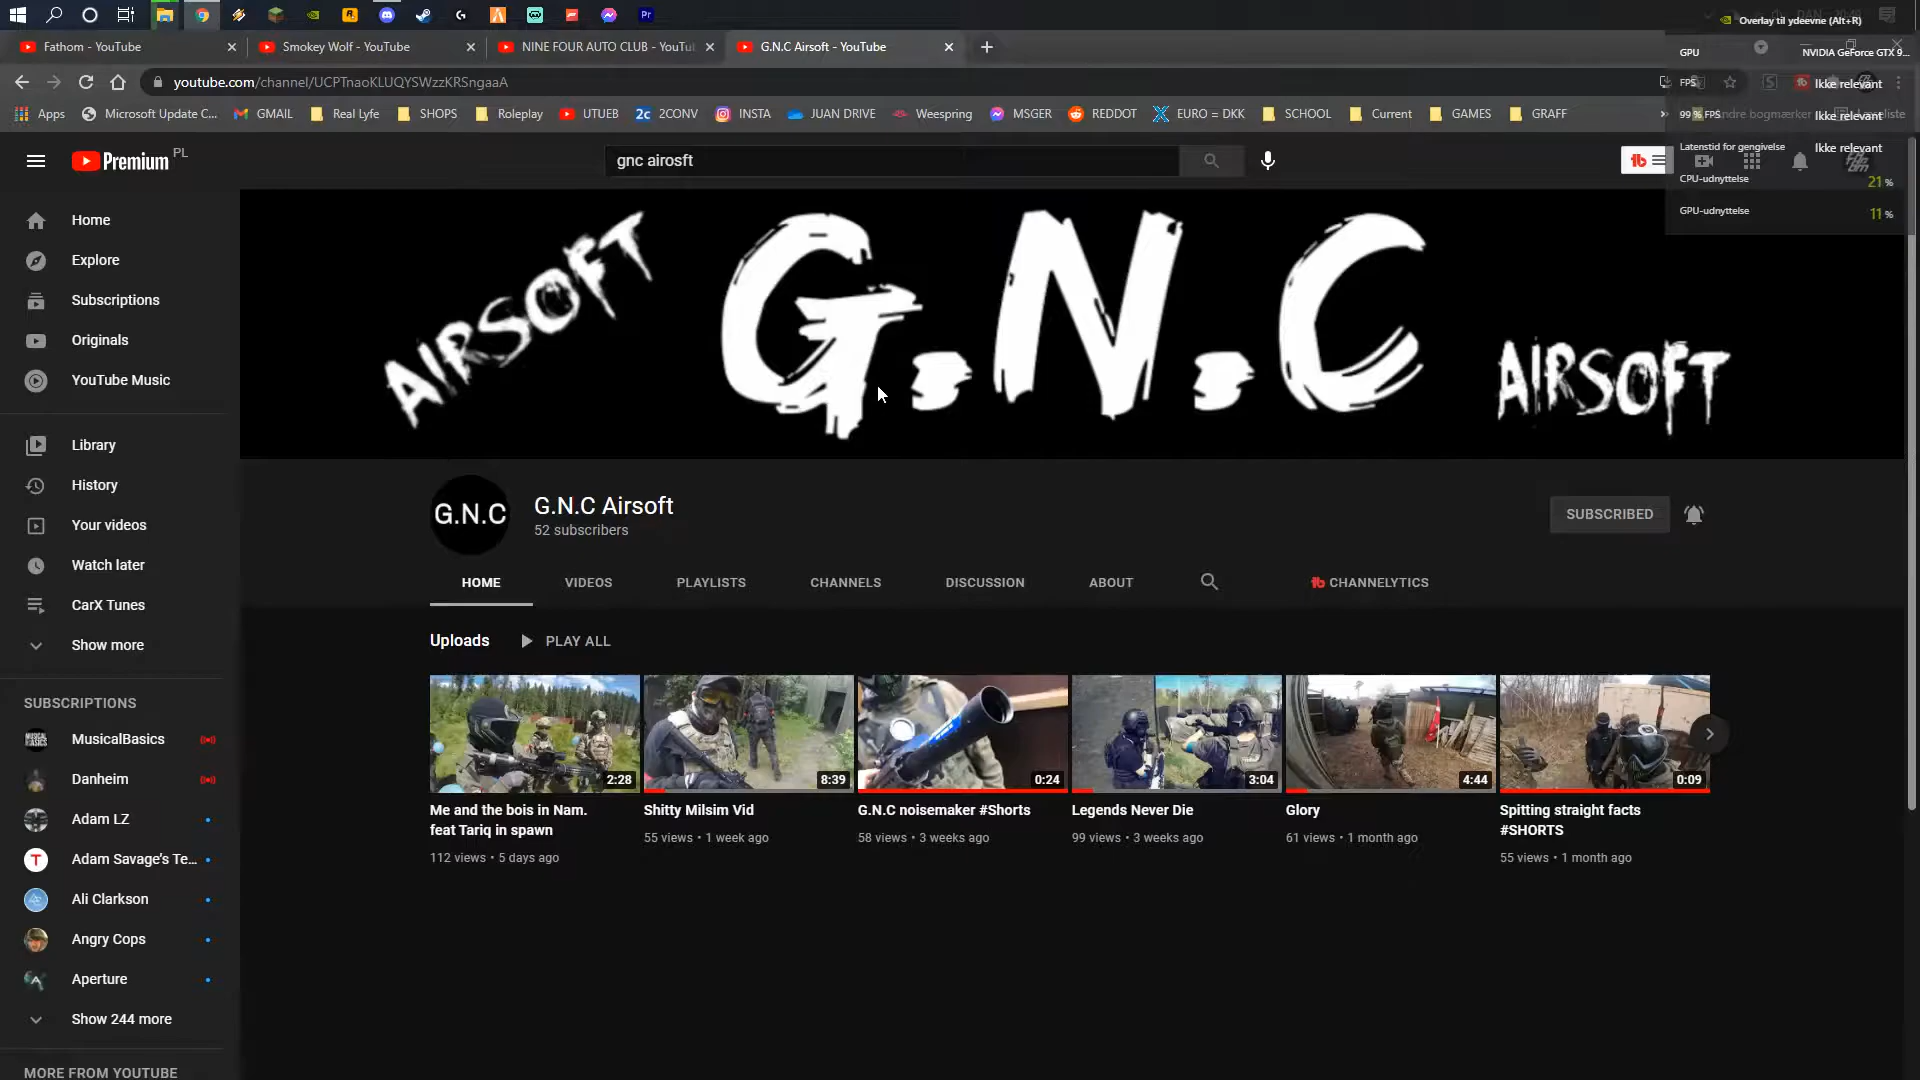 Overlay til ydeevne (Alt+R)
Fathom - YouTube
Smokey Wolf - YouTube
NINE FOUR AUTO CLUB - YouTu
G.N.C Airsoft - YouTube
GPU
NVIDIA GeForce GTX 9...
youtube.com/channel/UCPTnaoKLUQYSWzzKRSngaaA
FPS
Ikke relevant
Apps
Microsoft Update C...
GMAIL
Real Lyfe
SHOPS
Roleplay
UTUEB
2CONV
INSTA
JUAN DRIVE
Weespring
MSGER
REDDOT
EURO = DKK
SCHOOL
Current
GAMES
GRAFF
99 % FPS
Ikke relevant
Latenstid for gengivelse
Ikke relevant
CPU-udnyttelse
21 %
GPU-udnyttelse
11 %
Premium PL
gnc airosft
Home
Explore
Subscriptions
Originals
YouTube Music
Library
History
Your videos
Watch later
CarX Tunes
Show more
SUBSCRIPTIONS
MusicalBasics
Danheim
Adam LZ
Adam Savage's Te...
Ali Clarkson
Angry Cops
Aperture
Show 244 more
MORE FROM YOUTUBE
AIRSOFT
G.N.C
AIRSOFT
G.N.C
G.N.C Airsoft
52 subscribers
SUBSCRIBED
HOME
VIDEOS
PLAYLISTS
CHANNELS
DISCUSSION
ABOUT
CHANNELYTICS
Uploads
PLAY ALL
2:28
Me and the bois in Nam.
feat Tariq in spawn
112 views • 5 days ago
8:39
Shitty Milsim Vid
55 views • 1 week ago
0:24
G.N.C noisemaker #Shorts
58 views • 3 weeks ago
3:04
Legends Never Die
99 views • 3 weeks ago
4:44
Glory
61 views • 1 month ago
0:09
Spitting straight facts
#SHORTS
55 views • 1 month ago